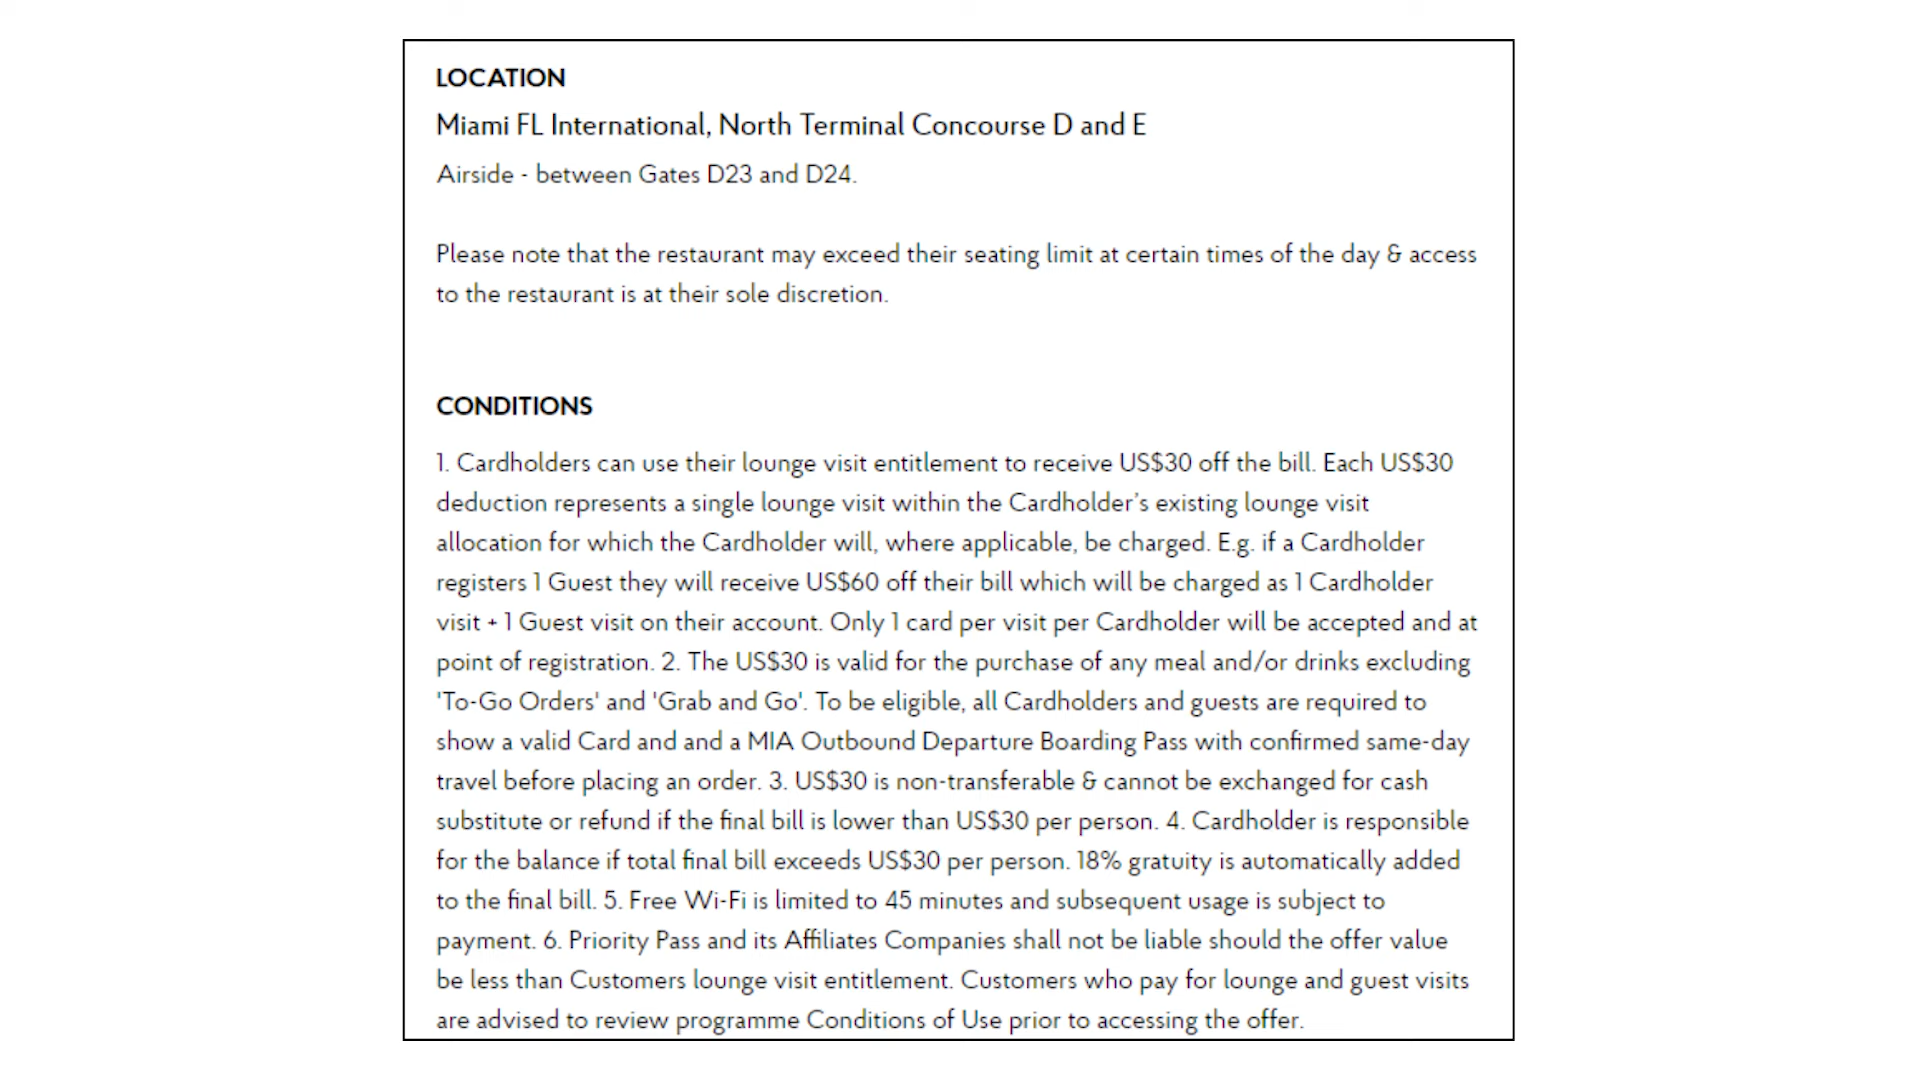 LOCATION
Miami FL International, North Terminal Concourse D and E
Airside - between Gates D23 and D24.
Please note that the restaurant may exceed their seating limit at certain times of the day & access
to the restaurant is at their sole discretion.
CONDITIONS
1. Cardholders can use their lounge visit entitlement to receive US$30 off the bill. Each US$30
deduction represents a single lounge visit within the Cardholder's existing lounge visit
allocation for which the Cardholder will, where applicable, be charged. E.g. if a Cardholder
registers 1 Guest they will receive US$60 off their bill which will be charged as 1 Cardholder
visit + 1 Guest visit on their account. Only 1 card per visit per Cardholder will be accepted and at
point of registration. 2. The US$30 is valid for the purchase of any meal and/or drinks excluding
'To-Go Orders' and 'Grab and Go'. To be eligible, all Cardholders and guests are required to
show a valid Card and and a MIA Outbound Departure Boarding Pass with confirmed same-day
travel before placing an order. 3. US$30 is non-transferable & cannot be exchanged for cash
substitute or refund if the final bill is lower than US$30 per person. 4. Cardholder is responsible
for the balance if total final bill exceeds US$30 per person. 18% gratuity is automatically added
to the final bill. 5. Free Wi-Fi is limited to 45 minutes and subsequent usage is subject to
payment. 6. Priority Pass and its Affiliates Companies shall not be liable should the offer value
be less than Customers lounge visit entitlement. Customers who pay for lounge and guest visits
are advised to review programme Conditions of Use prior to accessing the offer.